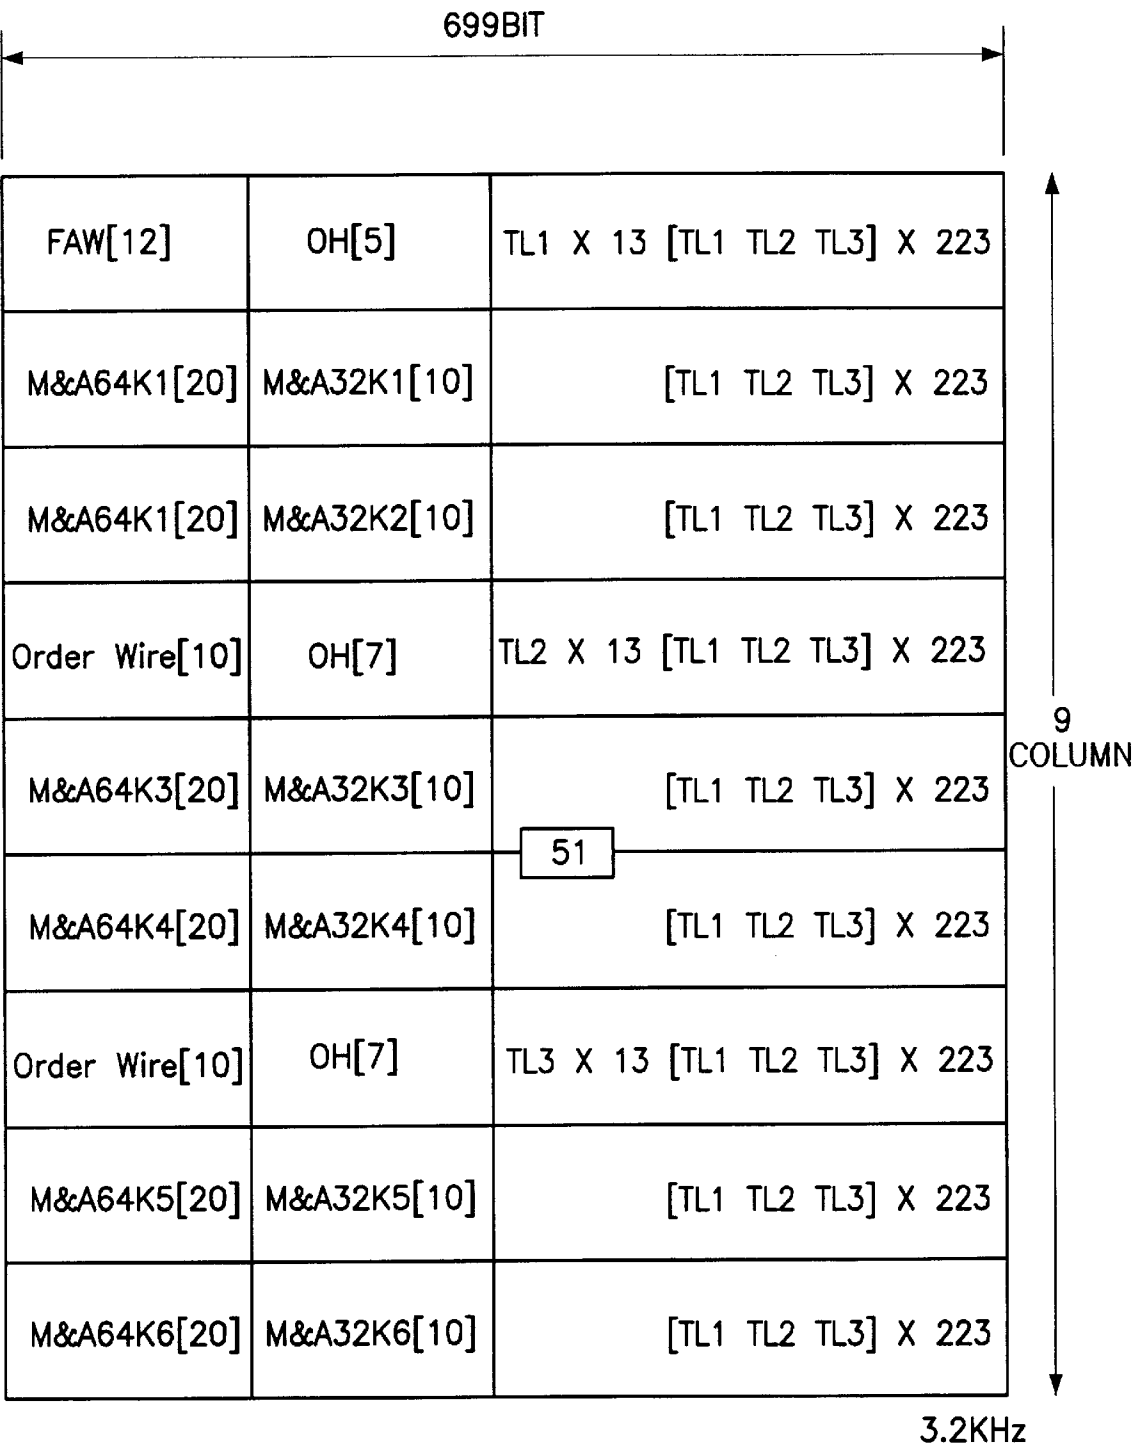 699BIT
FAW[12] OH[5] TL1 X 13 [TL1 TL2 TL3] X 223
M&A64K1[20] M&A32K1[10] [TL1 TL2 TL3] X 223
M&A64K1[20] M&A32K2[10] [TL1 TL2 TL3] X 223
Order Wire[10] OH[7] TL2 X 13 [TL1 TL2 TL3] X 223
9
COLUMN
M&A64K3[20] M&A32K3[10] [TL1 TL2 TL3] X 223
51
M&A64K4[20] M&A32K4[10] [TL1 TL2 TL3] X 223
Order Wire[10] OH[7] TL3 X 13 [TL1 TL2 TL3] X 223
M&A64K5[20] M&A32K5[10] [TL1 TL2 TL3] X 223
M&A64K6[20] M&A32K6[10] [TL1 TL2 TL3] X 223
3.2KHz